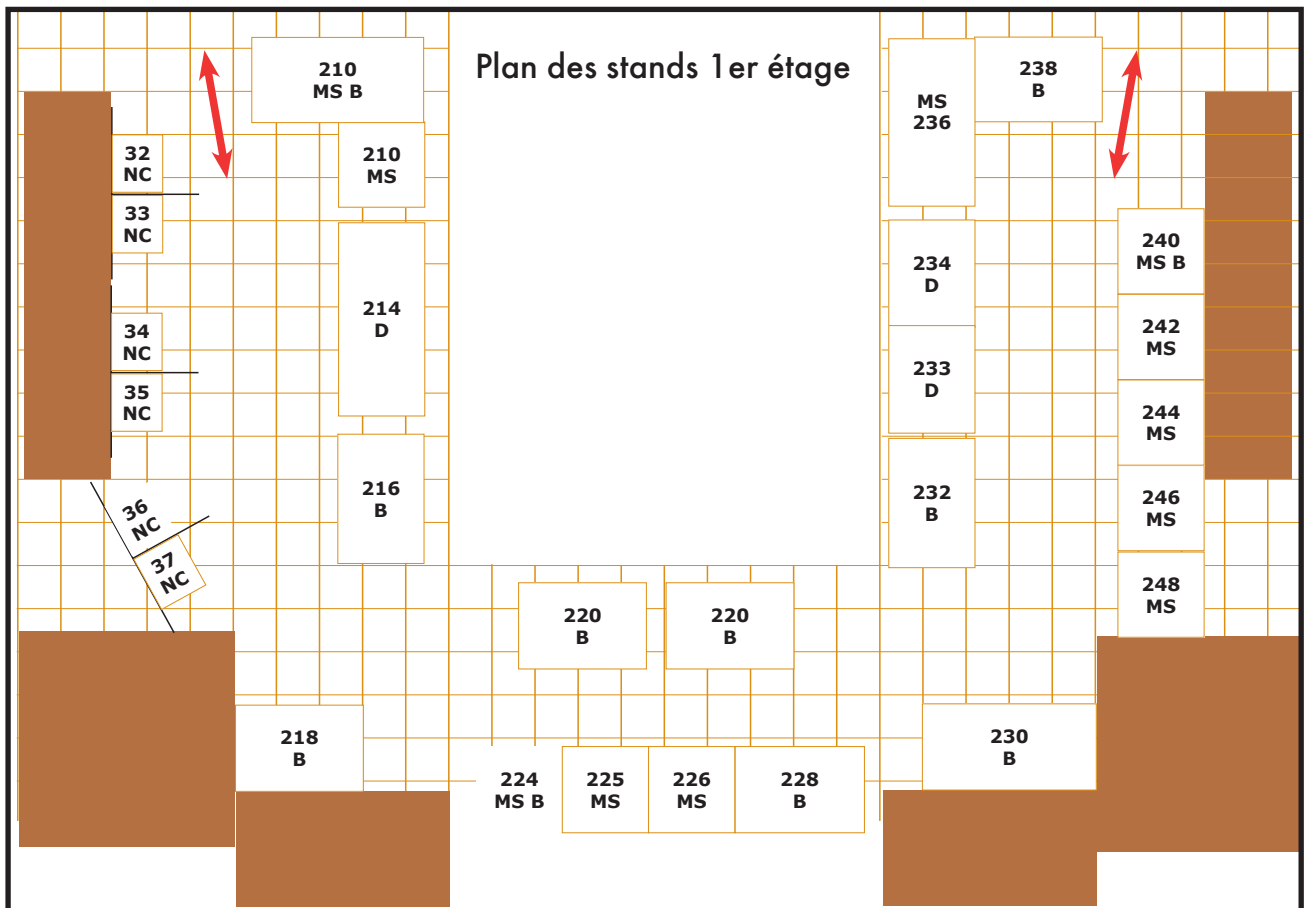 Plan des stands 1er étage
210
MS B
210
MS
32
NC
33
NC
34
NC
35
NC
36
NC
37
NC
214
D
216
B
218
B
220
B
220
B
224
MS B
225
MS
226
MS
228
B
230
B
232
B
233
D
234
D
MS
236
238
B
240
MS B
242
MS
244
MS
246
MS
248
MS